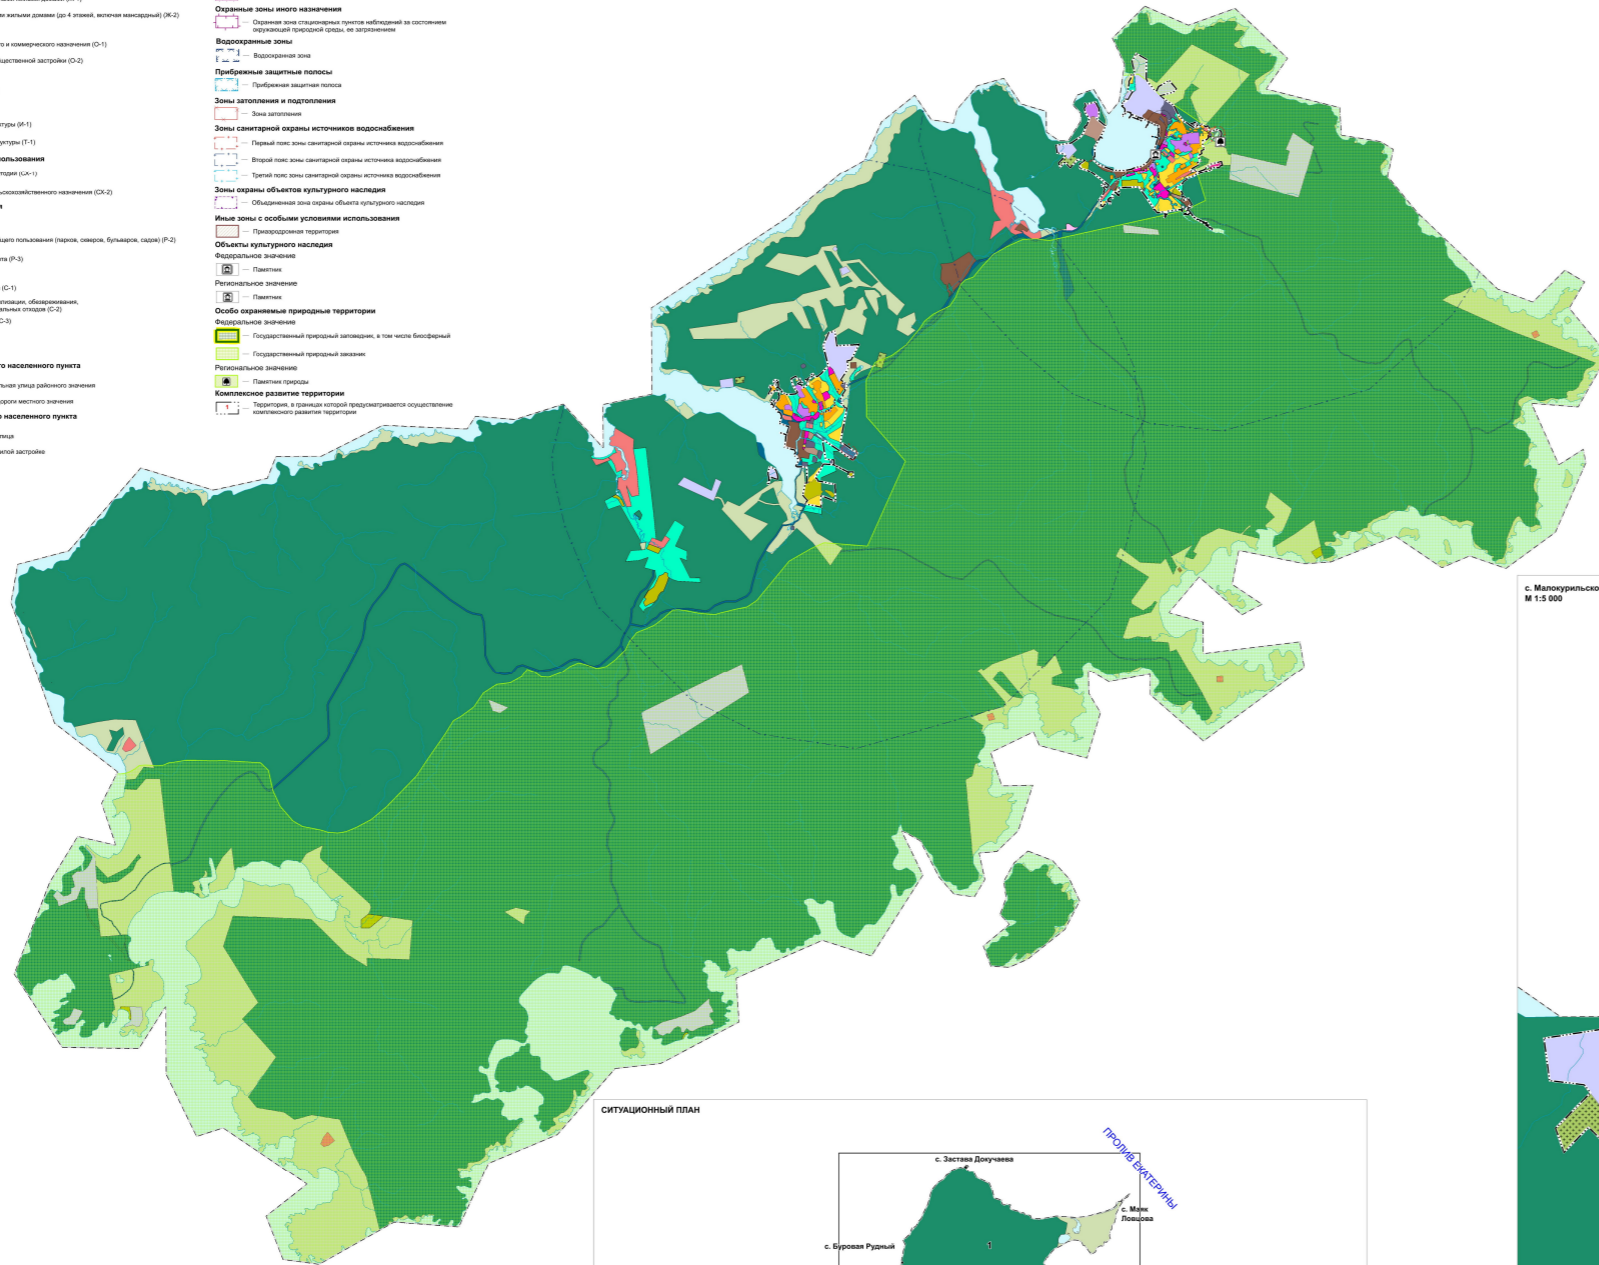 и жилыми домами (до 4 этажей, включая мансардный) (Ж-2)
о и коммерческого назначения (О-1)
щественной застройки (О-2)
ктуры (И-1)
уктуры (Т-1)
пользования
годий (СХ-1)
ьскохозяйственного назначения (СХ-2)
я
щего пользования (парков, скверов, бульваров, садов) (Р-2)
та (Р-3)
(С-1)
лизации, обезвреживания,
альных отходов (С-2)
С-3)
го населенного пункта
льная улица районного значения
дороги местного значения
о населенного пункта
лица
илой застройке
Охранные зоны иного назначения
Охранная зона стационарных пунктов наблюдений за состоянием
окружающей природной среды, ее загрязнением
Водоохранные зоны
Водоохранная зона
Прибрежные защитные полосы
Прибрежная защитная полоса
Зоны затопления и подтопления
Зона затопления
Зоны санитарной охраны источников водоснабжения
Первый пояс зоны санитарной охраны источника водоснабжения
Второй пояс зоны санитарной охраны источника водоснабжения
Третий пояс зоны санитарной охраны источника водоснабжения
Зоны охраны объектов культурного наследия
Объединенная зона охраны объекта культурного наследия
Иные зоны с особыми условиями использования
Приаэродромная территория
Объекты культурного наследия
Федеральное значение
Памятник
Региональное значение
Памятник
Особо охраняемые природные территории
Федеральное значение
Государственный природный заповедник, в том числе биосферный
Государственный природный заказник
Региональное значение
Памятник природы
Комплексное развитие территории
1
Территория, в границах которой предусматривается осуществление
комплексного развития территории
с. Малокурильско
М 1:5 000
СИТУАЦИОННЫЙ ПЛАН
ПРОЛИВ ЕКАТЕРИНЫ
с. Застава Докучаева
с. Маяк
Ловцова
с. Буровая Рудный
1